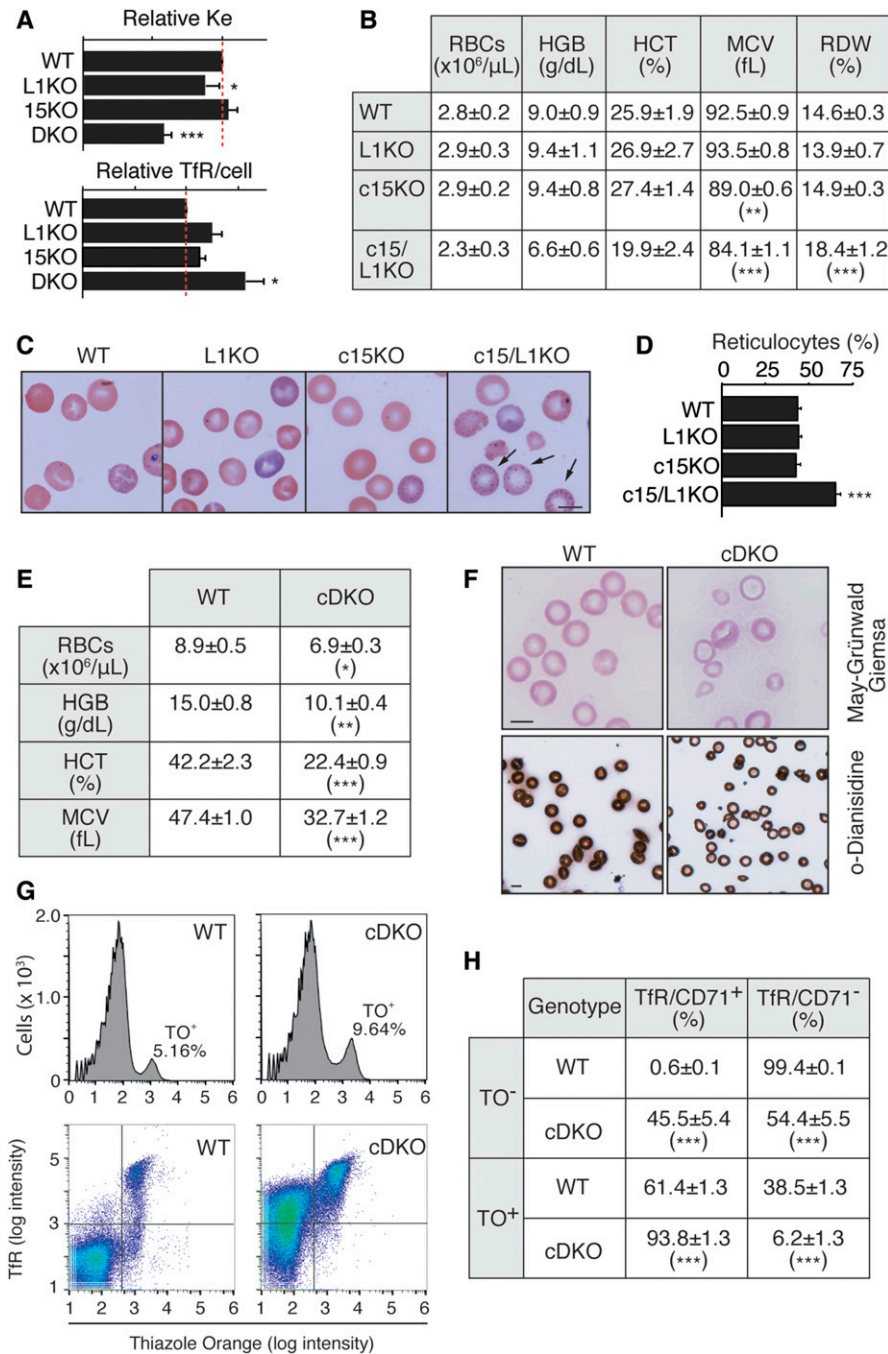 A
Relative Ke
WT
L1KO
*
15KO
DKO
***
Relative TfR/cell
WT
L1KO
15KO
DKO
*
B
RBCs (x10⁶/μL) HGB (g/dL) HCT (%) MCV (fL) RDW (%)
WT 2.8±0.2 9.0±0.9 25.9±1.9 92.5±0.9 14.6±0.3
L1KO 2.9±0.3 9.4±1.1 26.9±2.7 93.5±0.8 13.9±0.7
c15KO 2.9±0.2 9.4±0.8 27.4±1.4 89.0±0.6 (**) 14.9±0.3
c15/L1KO 2.3±0.3 6.6±0.6 19.9±2.4 84.1±1.1 (***) 18.4±1.2 (***)
C
WT L1KO c15KO c15/L1KO
D
Reticulocytes (%)
0 25 75
WT
L1KO
c15KO
c15/L1KO
***
E
WT cDKO
RBCs (x10⁶/μL) 8.9±0.5 6.9±0.3 (*)
HGB (g/dL) 15.0±0.8 10.1±0.4 (**)
HCT (%) 42.2±2.3 22.4±0.9 (***)
MCV (fL) 47.4±1.0 32.7±1.2 (***)
F
WT cDKO
May-Grünwald
Giemsa
o-Dianisidine
G
Cells (x 10³)
2.0
1.0
0
WT
TO⁺
5.16%
0 1 2 3 4 5 6
cDKO
TO⁺
9.64%
0 1 2 3 4 5 6
TfR (log intensity)
5
3
1
WT
1 2 3 4 5 6
cDKO
1 2 3 4 5 6
Thiazole Orange (log intensity)
H
Genotype TfR/CD71⁺ (%) TfR/CD71⁻ (%)
TO⁻
WT 0.6±0.1 99.4±0.1
cDKO 45.5±5.4 (***) 54.4±5.5 (***)
TO⁺
WT 61.4±1.3 38.5±1.3
cDKO 93.8±1.3 (***) 6.2±1.3 (***)